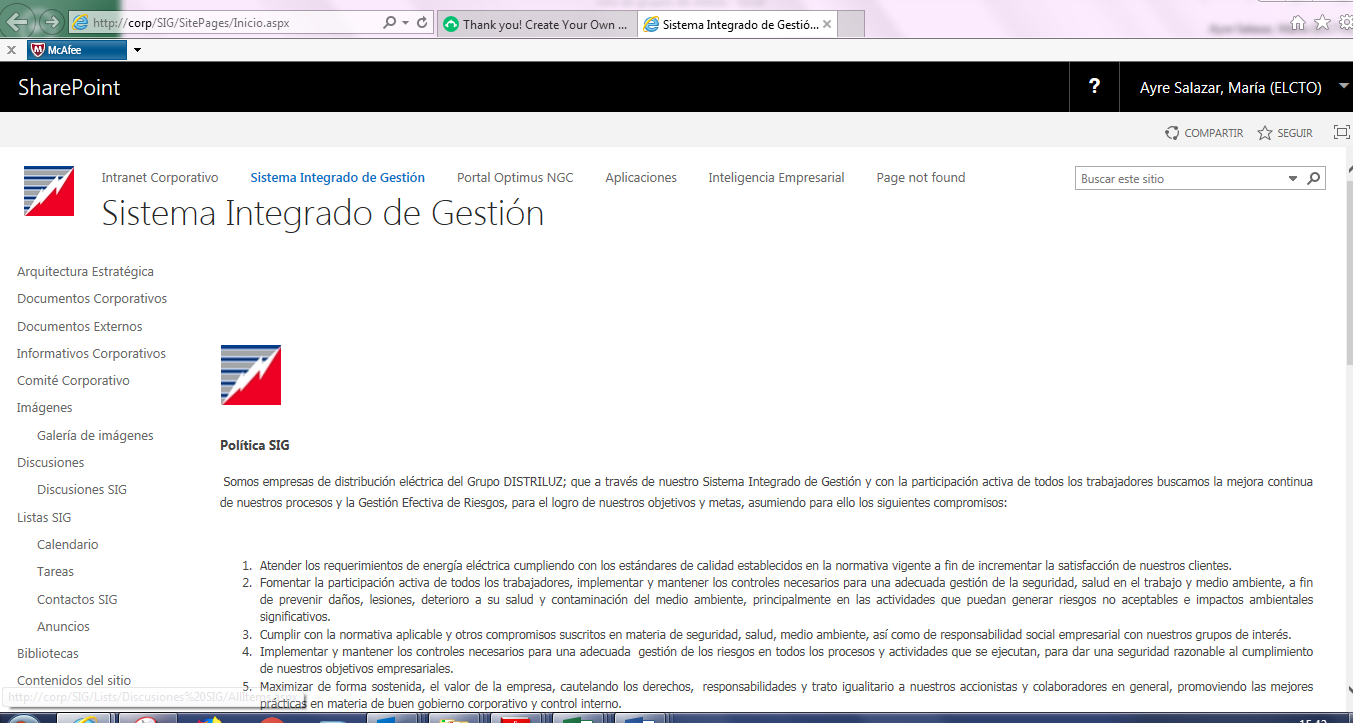 http://corp/SIG/SitePages/Inicio.aspx
Thank you! Create Your Own ...
Sistema Integrado de Gestió...
McAfee
SharePoint
?
Ayre Salazar, María (ELCTO)
COMPARTIR
SEGUIR
Intranet Corporativo
Sistema Integrado de Gestión
Portal Optimus NGC
Aplicaciones
Inteligencia Empresarial
Page not found
Buscar este sitio
Sistema Integrado de Gestión
Arquitectura Estratégica
Documentos Corporativos
Documentos Externos
Informativos Corporativos
Comité Corporativo
Imágenes
Galería de imágenes
Discusiones
Discusiones SIG
Listas SIG
Calendario
Tareas
Contactos SIG
Anuncios
Bibliotecas
Contenidos del sitio
http://corp/SIG/Lists/Discusiones%20SIG/AllItems.aspx
Política SIG
Somos empresas de distribución eléctrica del Grupo DISTRILUZ; que a través de nuestro Sistema Integrado de Gestión y con la participación activa de todos los trabajadores buscamos la mejora continua
de nuestros procesos y la Gestión Efectiva de Riesgos, para el logro de nuestros objetivos y metas, asumiendo para ello los siguientes compromisos:
1. Atender los requerimientos de energía eléctrica cumpliendo con los estándares de calidad establecidos en la normativa vigente a fin de incrementar la satisfacción de nuestros clientes.
2. Fomentar la participación activa de todos los trabajadores, implementar y mantener los controles necesarios para una adecuada gestión de la seguridad, salud en el trabajo y medio ambiente, a fin
de prevenir daños, lesiones, deterioro a su salud y contaminación del medio ambiente, principalmente en las actividades que puedan generar riesgos no aceptables e impactos ambientales
significativos.
3. Cumplir con la normativa aplicable y otros compromisos suscritos en materia de seguridad, salud, medio ambiente, así como de responsabilidad social empresarial con nuestros grupos de interés.
4. Implementar y mantener los controles necesarios para una adecuada gestión de los riesgos en todos los procesos y actividades que se ejecutan, para dar una seguridad razonable al cumplimiento
de nuestros objetivos empresariales.
5. Maximizar de forma sostenida, el valor de la empresa, cautelando los derechos, responsabilidades y trato igualitario a nuestros accionistas y colaboradores en general, promoviendo las mejores
prácticas en materia de buen gobierno corporativo y control interno.